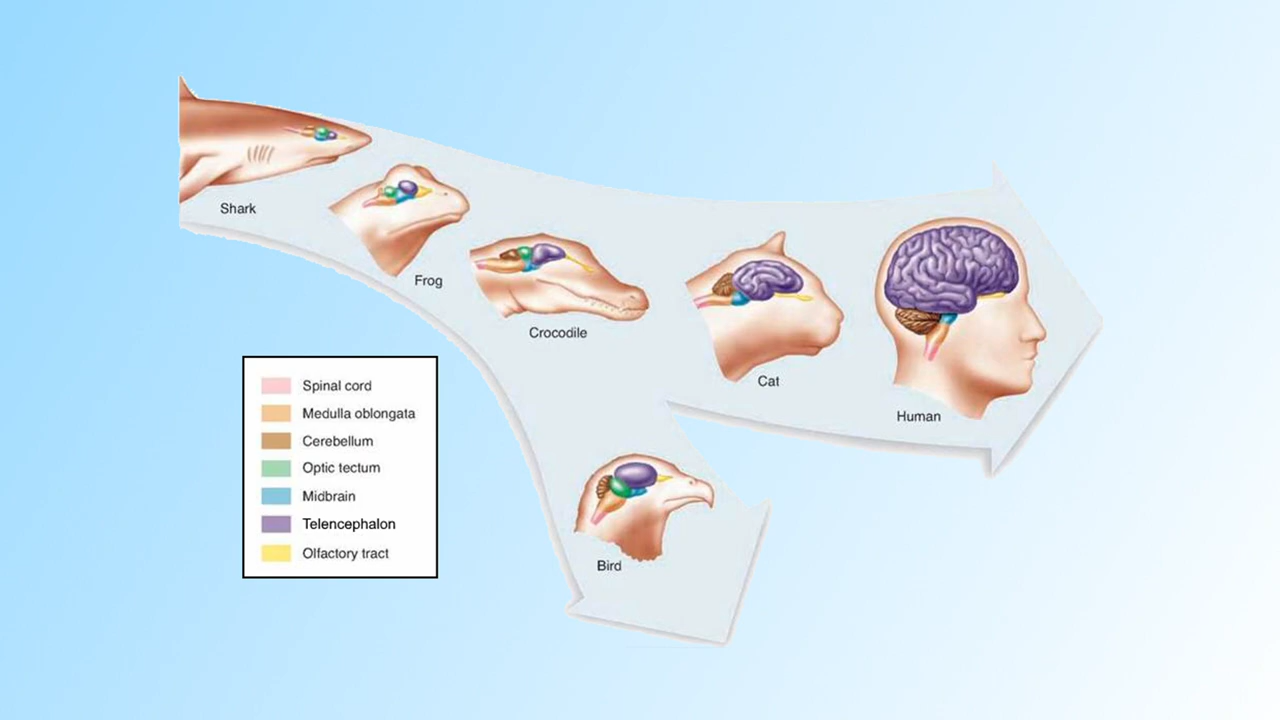 Shark
Frog
Crocodile
Cat
Human
Bird
Spinal cord
Medulla oblongata
Cerebellum
Optic tectum
Midbrain
Telencephalon
Olfactory tract